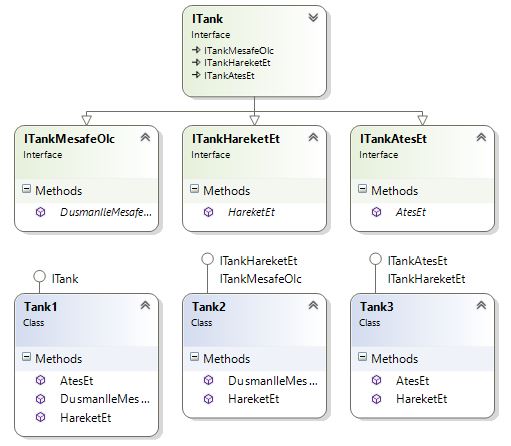 ITank
Interface
ITankMesafeOlc
ITankHareketEt
ITankAtesEt
ITankMesafeOlc
Interface
Methods
DusmanIleMesafe...
ITankHareketEt
Interface
Methods
HareketEt
ITankAtesEt
Interface
Methods
AtesEt
ITank
Tank1
Class
Methods
AtesEt
DusmanIleMes...
HareketEt
ITankHareketEt
ITankMesafeOlc
Tank2
Class
Methods
DusmanIleMes...
HareketEt
ITankAtesEt
ITankHareketEt
Tank3
Class
Methods
AtesEt
HareketEt